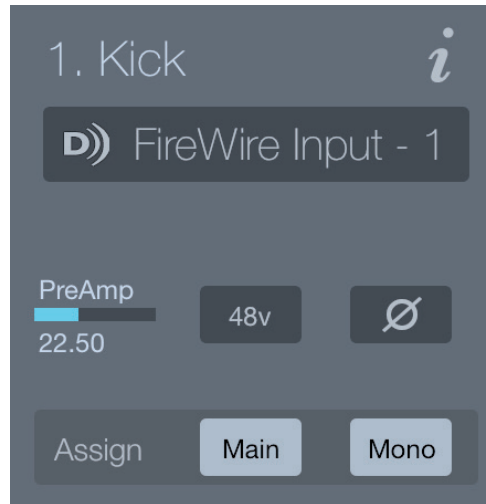 1. Kick i
D)) FireWire Input - 1
PreAmp
48v Ø
22.50
Assign Main Mono